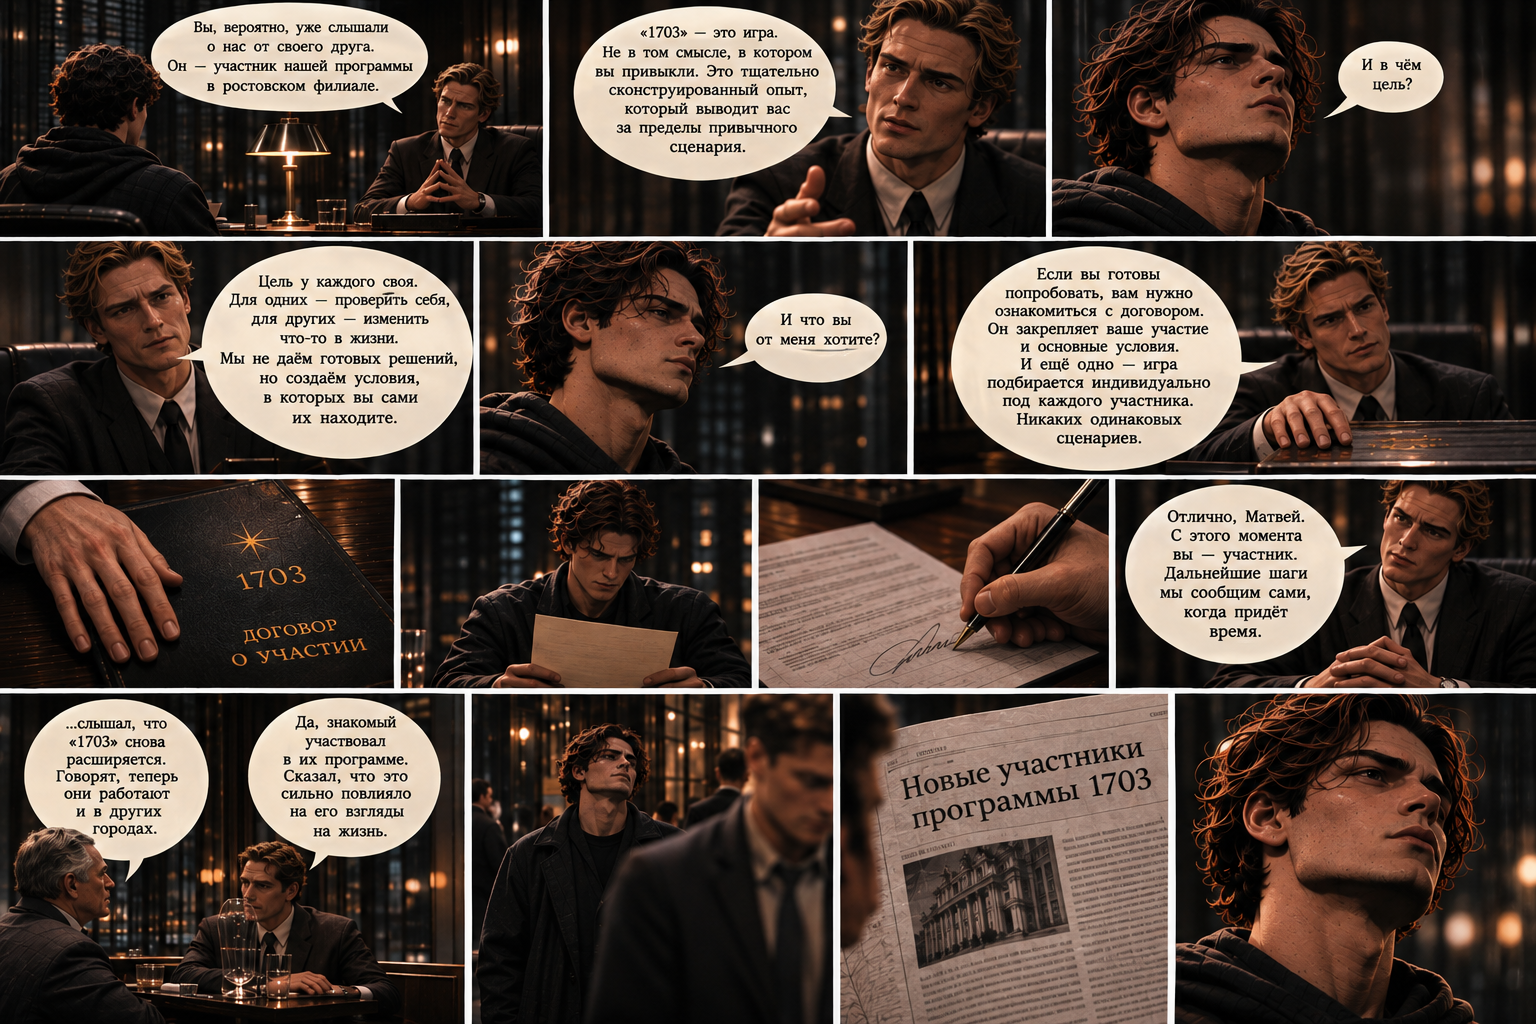 Вы, вероятно, уже слышали
о нас от своего друга.
Он — участник нашей программы
в ростовском филиале.
«1703» — это игра.
Не в том смысле, в котором
вы привыкли. Это тщательно
сконструированный опыт,
который выводит вас
за пределы привычного
сценария.
И в чём
цель?
Цель у каждого своя.
Для одних — проверить себя,
для других — изменить
что-то в жизни.
Мы не даём готовых решений,
но создаём условия,
в которых вы сами
их находите.
И что вы
от меня хотите?
Если вы готовы
попробовать, вам нужно
ознакомиться с договором.
Он закрепляет ваше участие
и основные условия.
И ещё одно — игра
подбирается индивидуально
под каждого участника.
Никаких одинаковых
сценариев.
1703
ДОГОВОР
О УЧАСТИИ
Отлично, Матвей.
С этого момента
вы — участник.
Дальнейшие шаги
мы сообщим сами,
когда придёт
время.
...слышал, что
«1703» снова
расширяется.
Говорят, теперь
они работают
и в других
городах.
Да, знакомый
участвовал
в их программе.
Сказал, что это
сильно повлияло
на его взгляды
на жизнь.
Новые участники
программы 1703